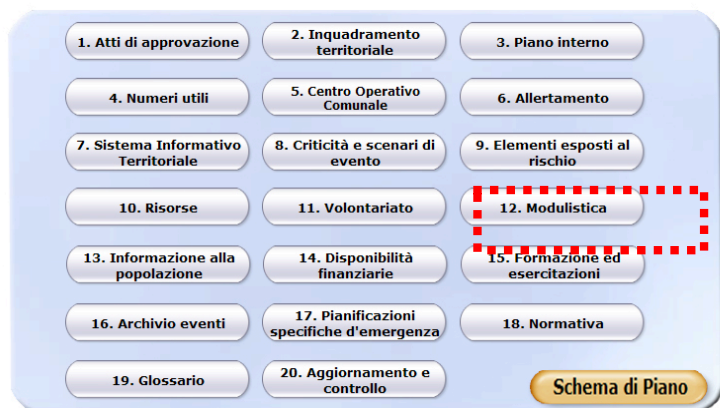 1. Atti di approvazione
2. Inquadramento
territoriale
3. Piano interno
4. Numeri utili
5. Centro Operativo
Comunale
6. Allertamento
7. Sistema Informativo
Territoriale
8. Criticità e scenari di
evento
9. Elementi esposti al
rischio
10. Risorse
11. Volontariato
12. Modulistica
13. Informazione alla
popolazione
14. Disponibilità
finanziarie
15. Formazione ed
esercitazioni
16. Archivio eventi
17. Pianificazioni
specifiche d'emergenza
18. Normativa
19. Glossario
20. Aggiornamento e
controllo
Schema di Piano